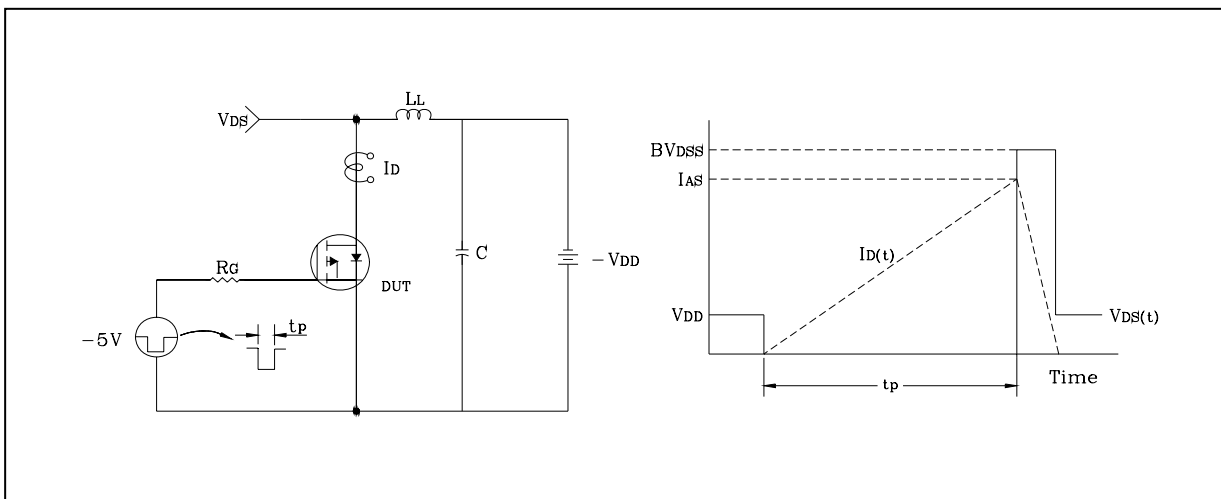 LL
VDS
ID
RG
DUT
C
-VDD
-5V
tp
BVDSS
IAS
ID(t)
VDD
VDS(t)
tp
Time